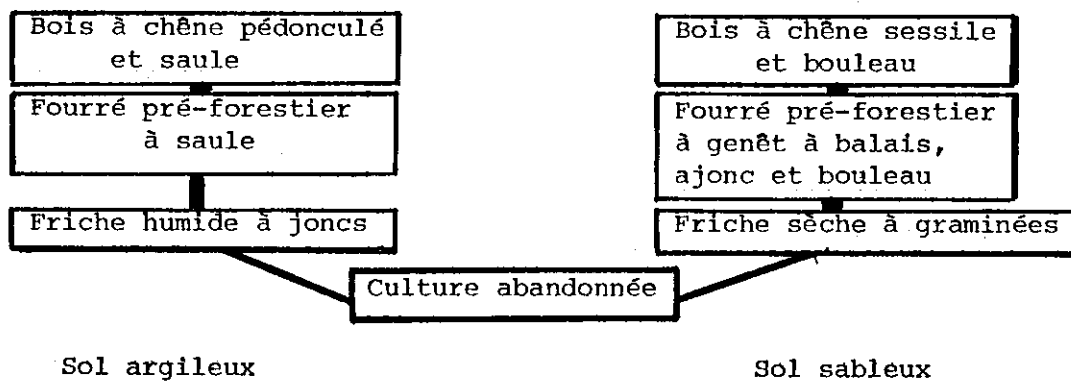 Bois à chêne pédonculé
et saule
Fourré pré-forestier
à saule
Friche humide à joncs
Bois à chêne sessile
et bouleau
Fourré pré-forestier
à genêt à balais,
ajonc et bouleau
Friche sèche à graminées
Culture abandonnée
Sol argileux
Sol sableux